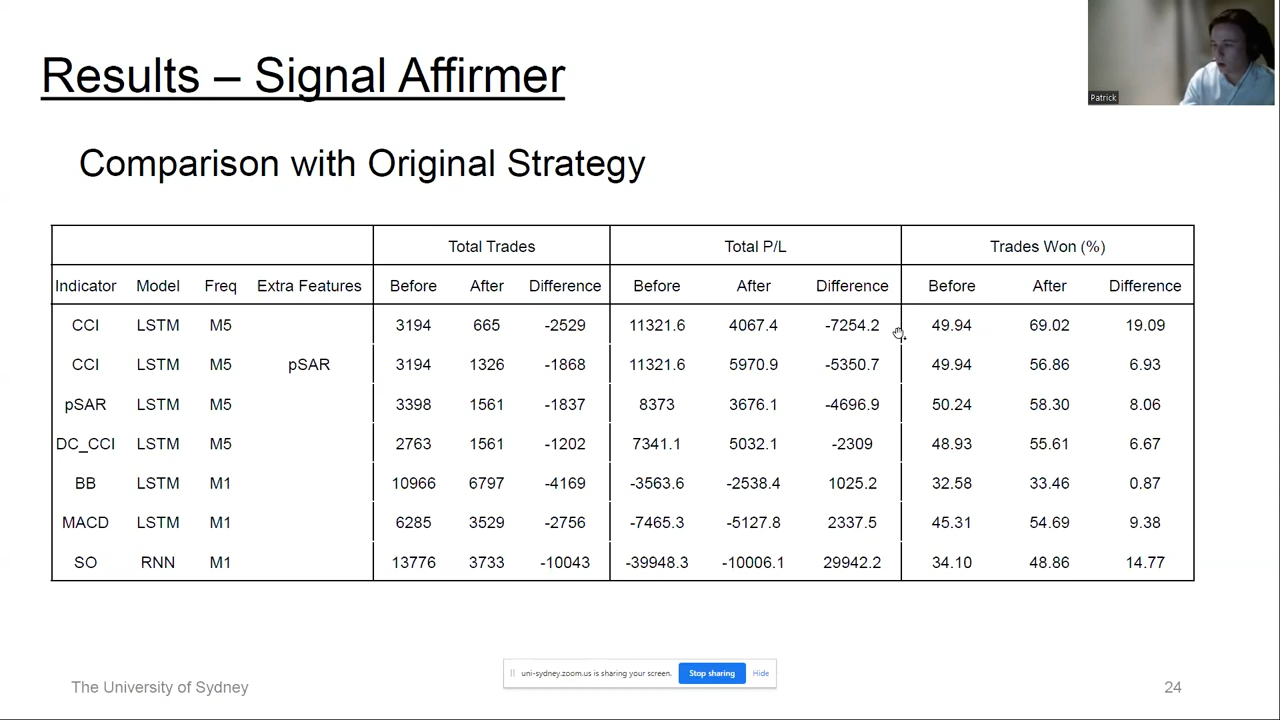 Results – Signal Affirmer
Patrick
Comparison with Original Strategy
Total Trades Total P/L Trades Won (%)
Indicator Model Freq Extra Features Before After Difference Before After Difference Before After Difference
CCI LSTM M5 3194 665 -2529 11321.6 4067.4 -7254.2 49.94 69.02 19.09
CCI LSTM M5 pSAR 3194 1326 -1868 11321.6 5970.9 -5350.7 49.94 56.86 6.93
pSAR LSTM M5 3398 1561 -1837 8373 3676.1 -4696.9 50.24 58.30 8.06
DC_CCI LSTM M5 2763 1561 -1202 7341.1 5032.1 -2309 48.93 55.61 6.67
BB LSTM M1 10966 6797 -4169 -3563.6 -2538.4 1025.2 32.58 33.46 0.87
MACD LSTM M1 6285 3529 -2756 -7465.3 -5127.8 2337.5 45.31 54.69 9.38
SO RNN M1 13776 3733 -10043 -39948.3 -10006.1 29942.2 34.10 48.86 14.77
uni-sydney.zoom.us is sharing your screen. Stop sharing Hide
The University of Sydney 24